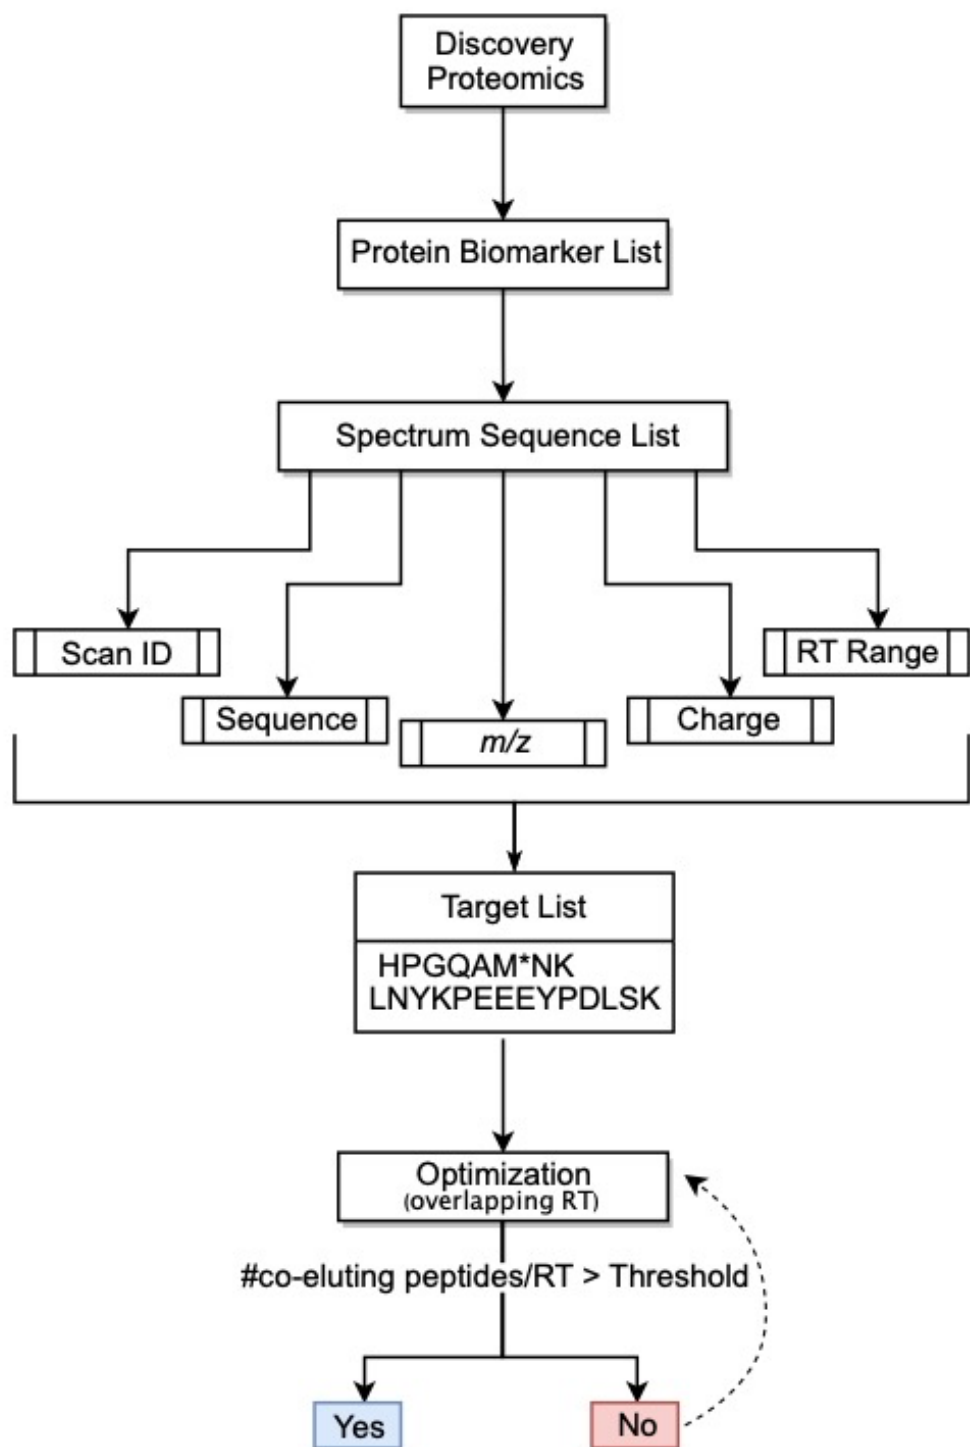 Discovery
Proteomics
Protein Biomarker List
Spectrum Sequence List
Scan ID
RT Range
Sequence
Charge
m/z
Target List
HPGQAM*NK
LNYKPEEEYPDLSK
Optimization
(overlapping RT)
#co-eluting peptides/RT > Threshold
Yes
No